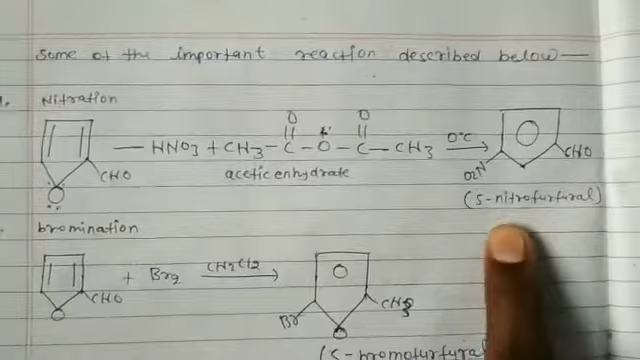 Some of the important reaction described below —
1. Nitration
CHO — HNO3 + CH3 – C – O – C – CH3 0°C O2N CHO
O O
acetic enhydrate
(5-nitrofurfural)
bromination
CHO + Br2 CH2Cl2 Br O
(5-bromofurfural